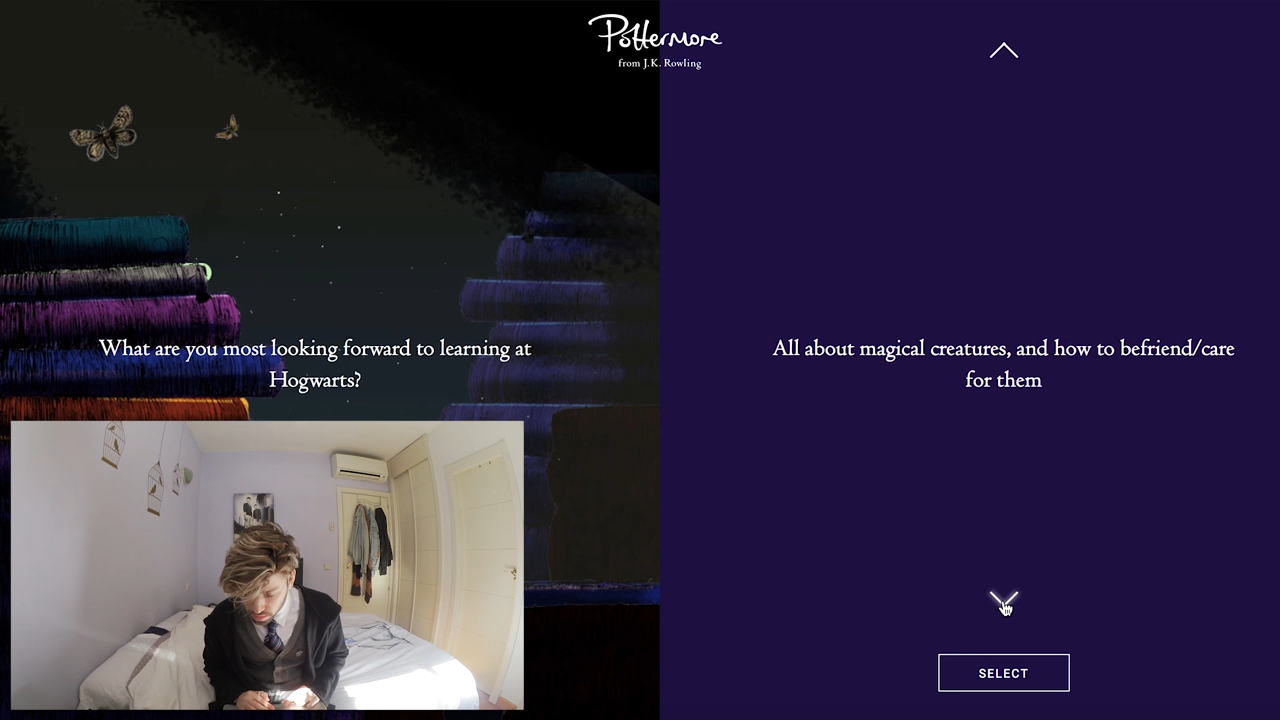 Pottermore
from J.K. Rowling
What are you most looking forward to learning at
Hogwarts?
All about magical creatures, and how to befriend/care
for them
SELECT